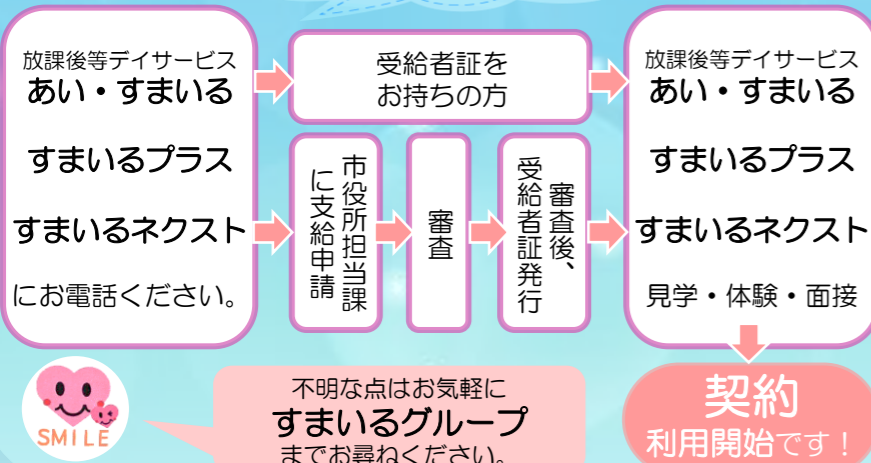 放課後等デイサービス
あい・すまいる
すまいるプラス
すまいるネクスト
にお電話ください。
受給者証を
お持ちの方
市役所担当課
に支給申請
審査
審査後、
受給者証発行
放課後等デイサービス
あい・すまいる
すまいるプラス
すまいるネクスト
見学・体験・面接
契約
利用開始です！
SMILE
不明な点はお気軽に
すまいるグループ
までお尋ねください。